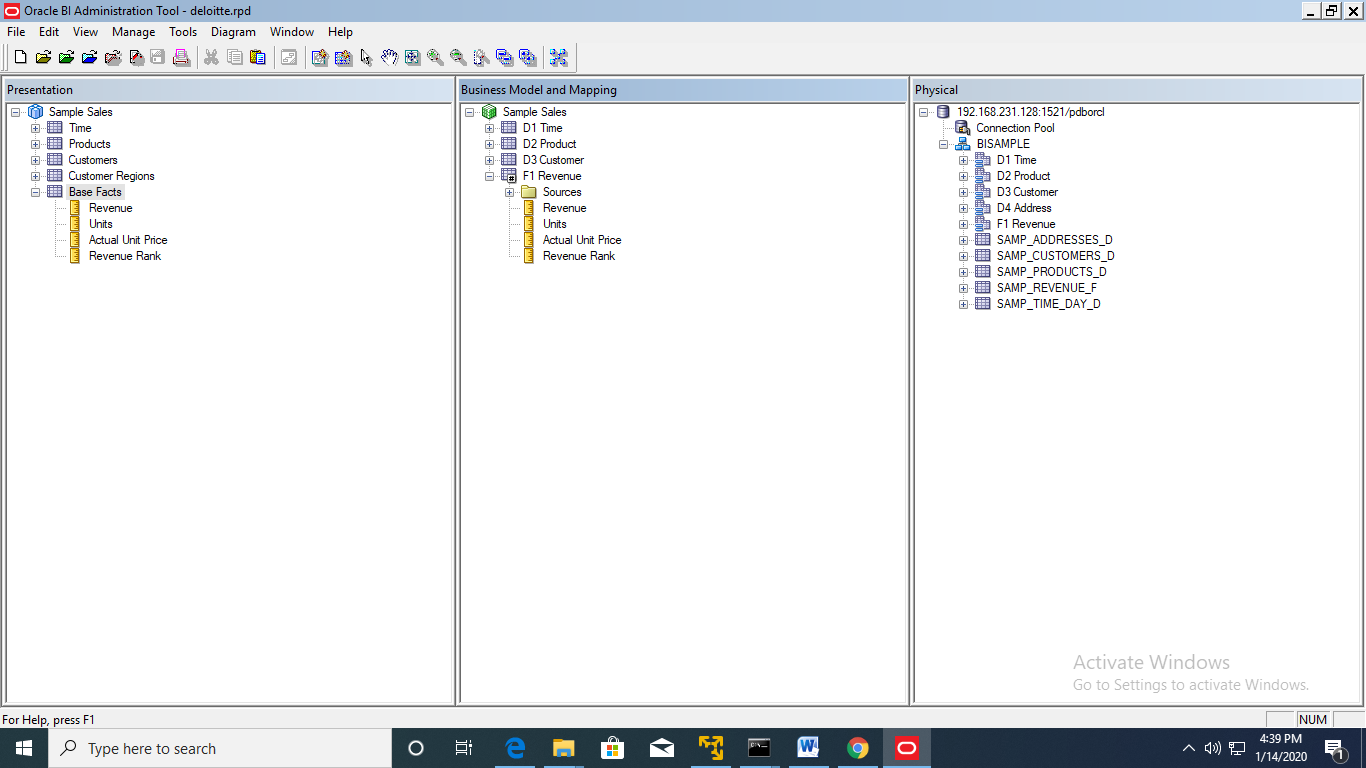 Oracle BI Administration Tool - deloitte.rpd
File Edit View Manage Tools Diagram Window Help
Presentation
Sample Sales
Time
Products
Customers
Customer Regions
Base Facts
Revenue
Units
Actual Unit Price
Revenue Rank
Business Model and Mapping
Sample Sales
D1 Time
D2 Product
D3 Customer
F1 Revenue
Sources
Revenue
Units
Actual Unit Price
Revenue Rank
Physical
192.168.231.128:1521/pdborcl
Connection Pool
BISAMPLE
D1 Time
D2 Product
D3 Customer
D4 Address
F1 Revenue
SAMP_ADDRESSES_D
SAMP_CUSTOMERS_D
SAMP_PRODUCTS_D
SAMP_REVENUE_F
SAMP_TIME_DAY_D
Activate Windows
Go to Settings to activate Windows.
For Help, press F1
NUM
Type here to search
4:39 PM
1/14/2020
1